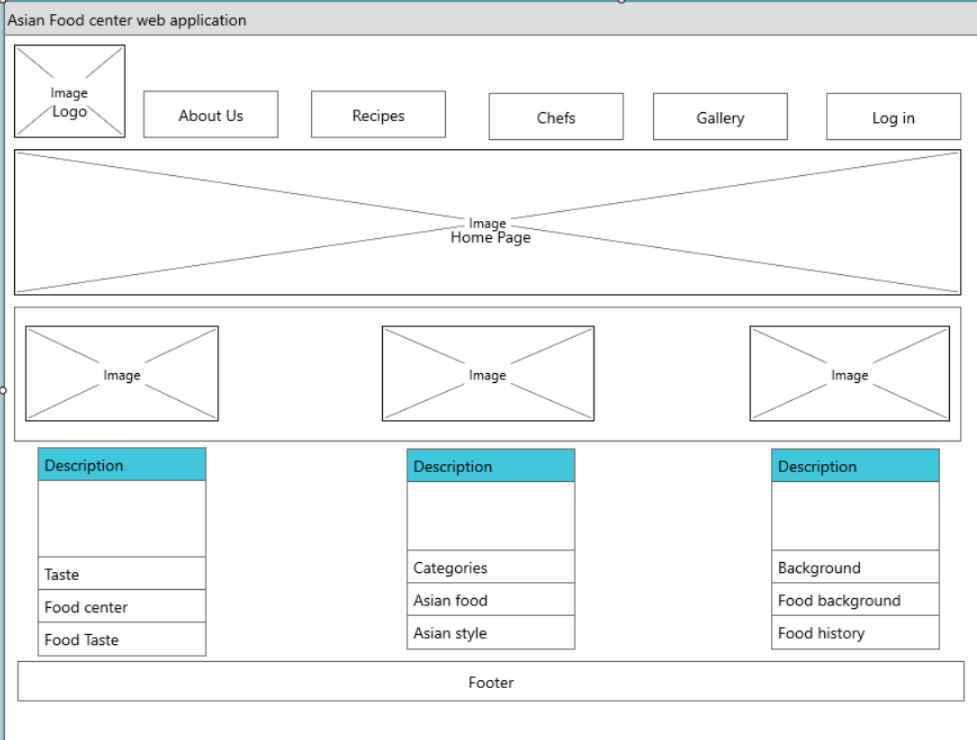 Asian Food center web application
Image
Logo
About Us
Recipes
Chefs
Gallery
Log in
Image
Home Page
Image
Image
Image
Description
Taste
Food center
Food Taste
Description
Categories
Asian food
Asian style
Description
Background
Food background
Food history
Footer